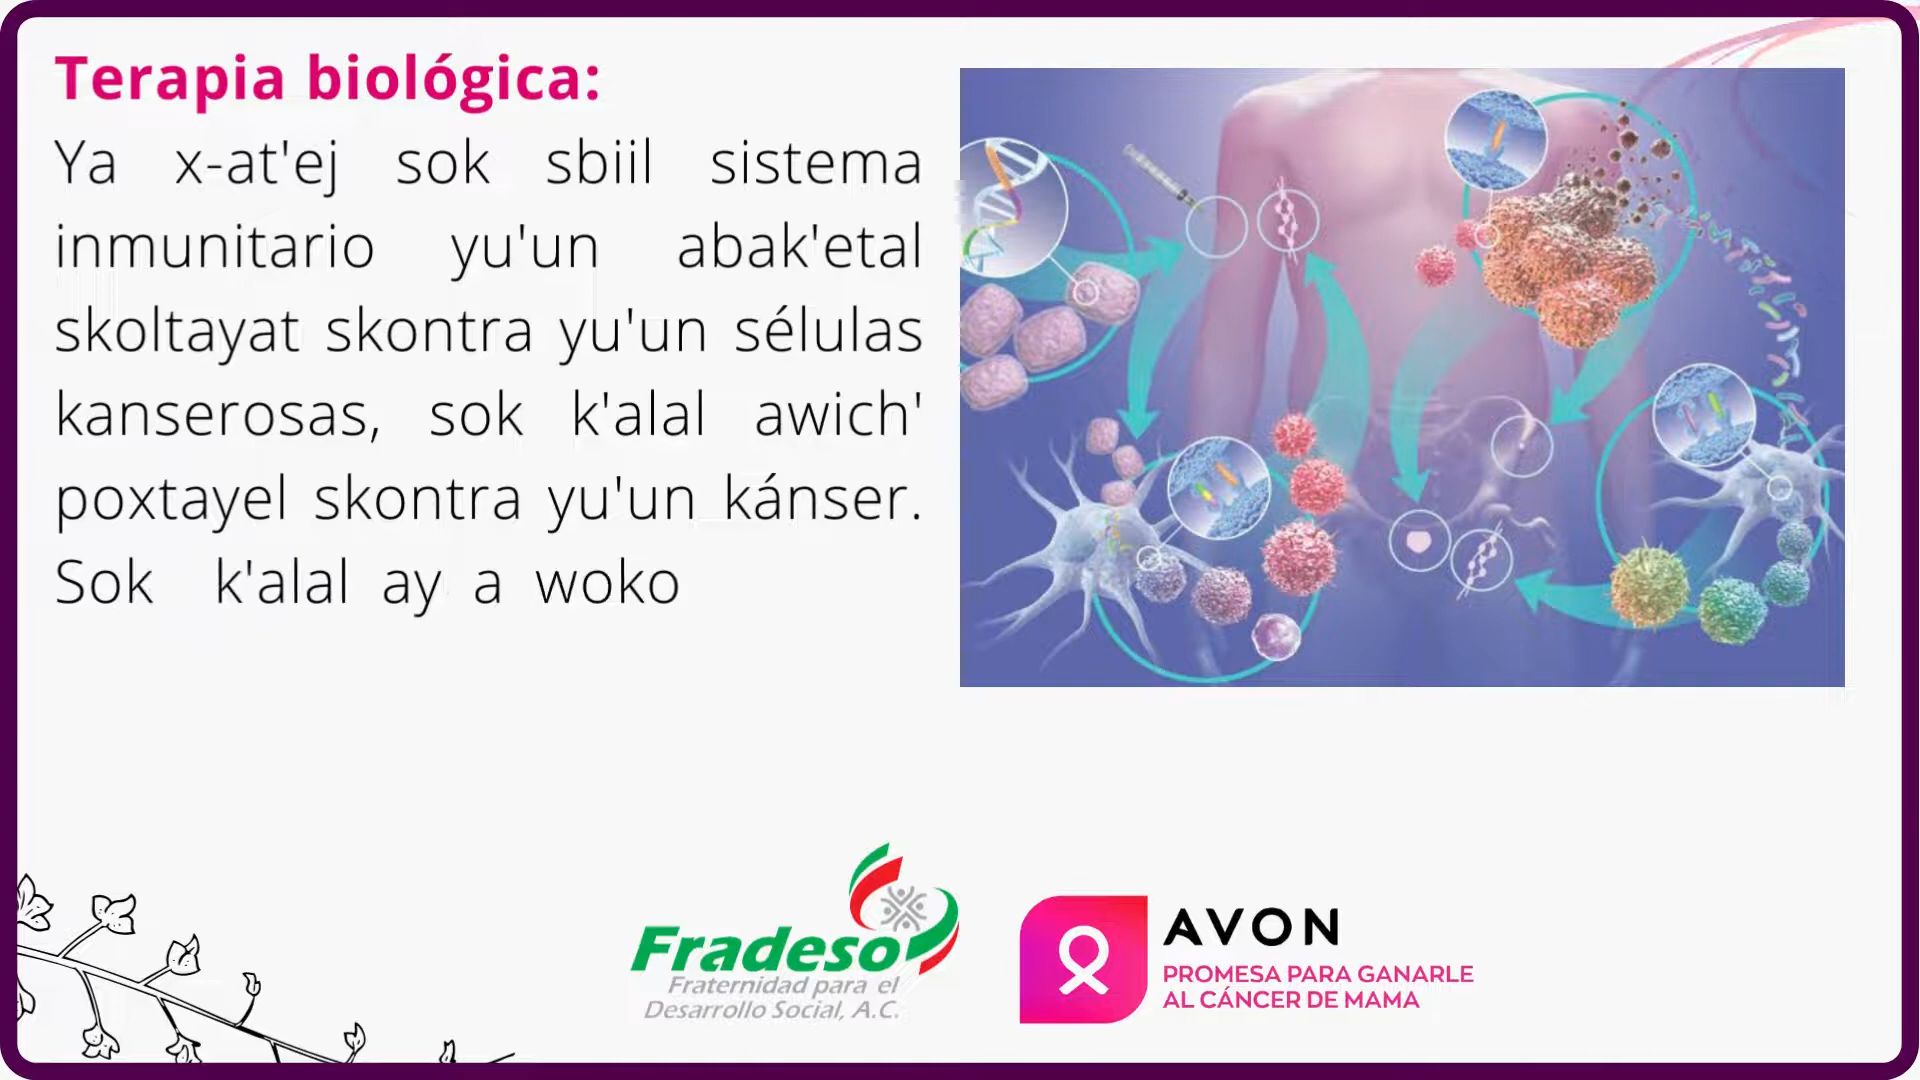 Terapia biológica:
Ya x-at'ej sok sbiil sistema
inmunitario yu'un abak'etal
skoltayat skontra yu'un sélulas
kanserosas, sok k'alal awich'
poxtayel skontra yu'un kánser.
Sok k'alal ay a woko
Fradeso
Fraternidad para el
Desarrollo Social, A.C.
AVON
PROMESA PARA GANARLE
AL CÁNCER DE MAMA